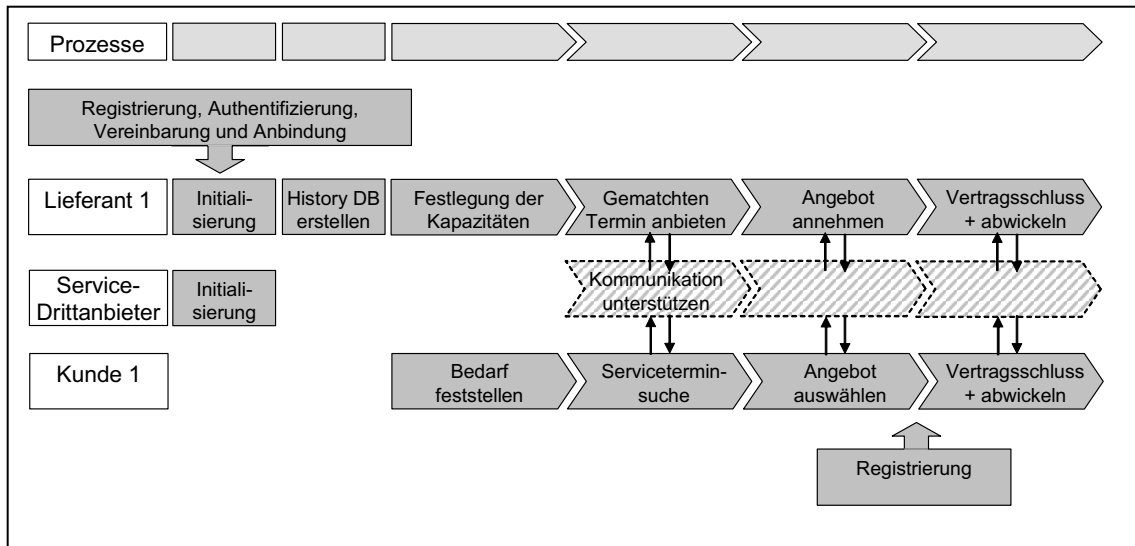 Prozesse
Registrierung, Authentifizierung,
Vereinbarung und Anbindung
Lieferant 1
Initiali-
sierung
History DB
erstellen
Festlegung der
Kapazitäten
Gematchten
Termin anbieten
Angebot
annehmen
Vertragsschluss
+ abwickeln
Service-
Drittanbieter
Initiali-
sierung
Kommunikation
unterstützen
Kunde 1
Bedarf
feststellen
Servicetermin-
suche
Angebot
auswählen
Vertragsschluss
+ abwickeln
Registrierung